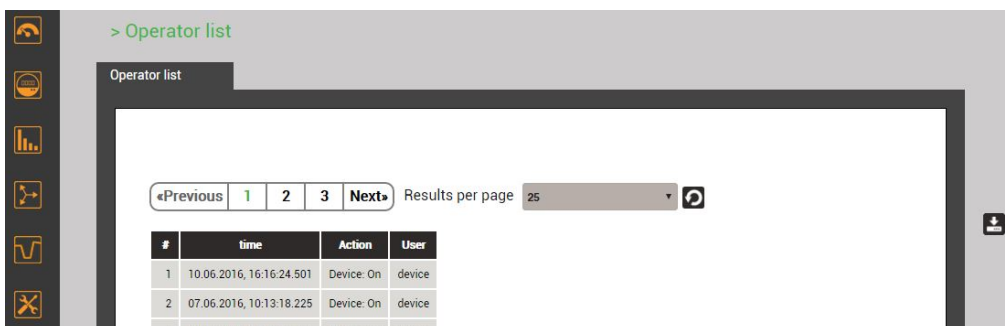 > Operator list
Operator list
«Previous 1 2 3 Next» Results per page 25
# time Action User
1 10.06.2016, 16:16:24.501 Device: On device
2 07.06.2016, 10:13:18.225 Device: On device